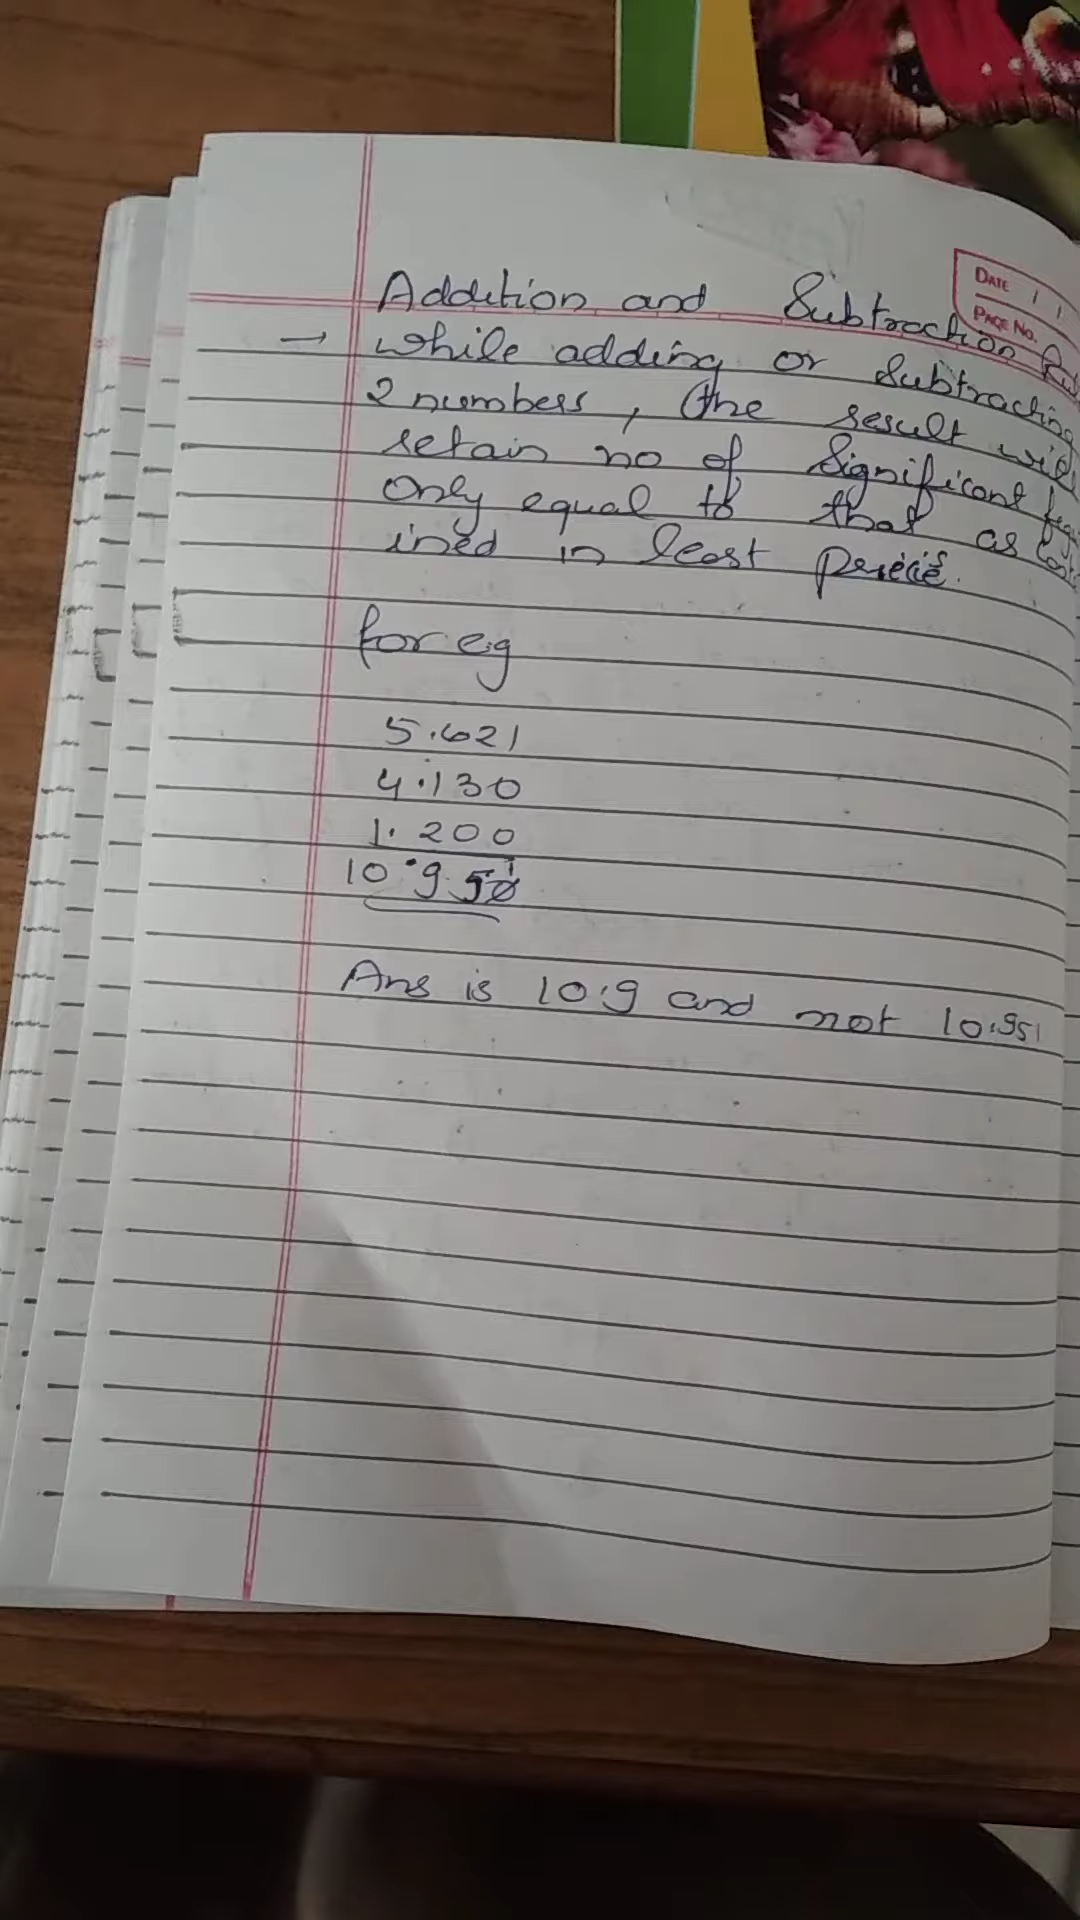 DATE / /
PAGE No.
Addition and Subtraction
→ while adding or Subtracting
2 numbers, the result will
retain no of Significant
Only equal to that as
ined in least
for eg
5.621
4.130
1.200
10.951
Ans is 10.9 and not 10.951